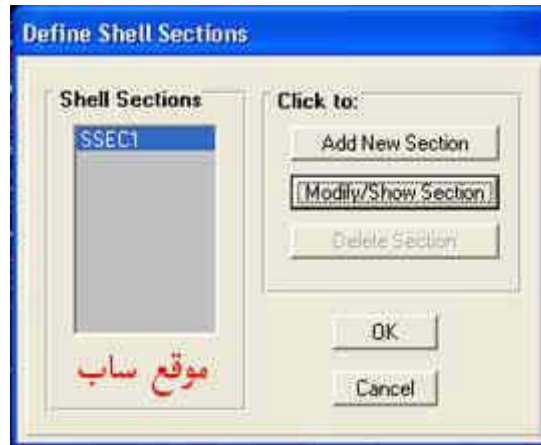 Define Shell Sections
Shell Sections
SSEC1
موقع ساب
Click to:
Add New Section
Modify/Show Section
Delete Section
OK
Cancel